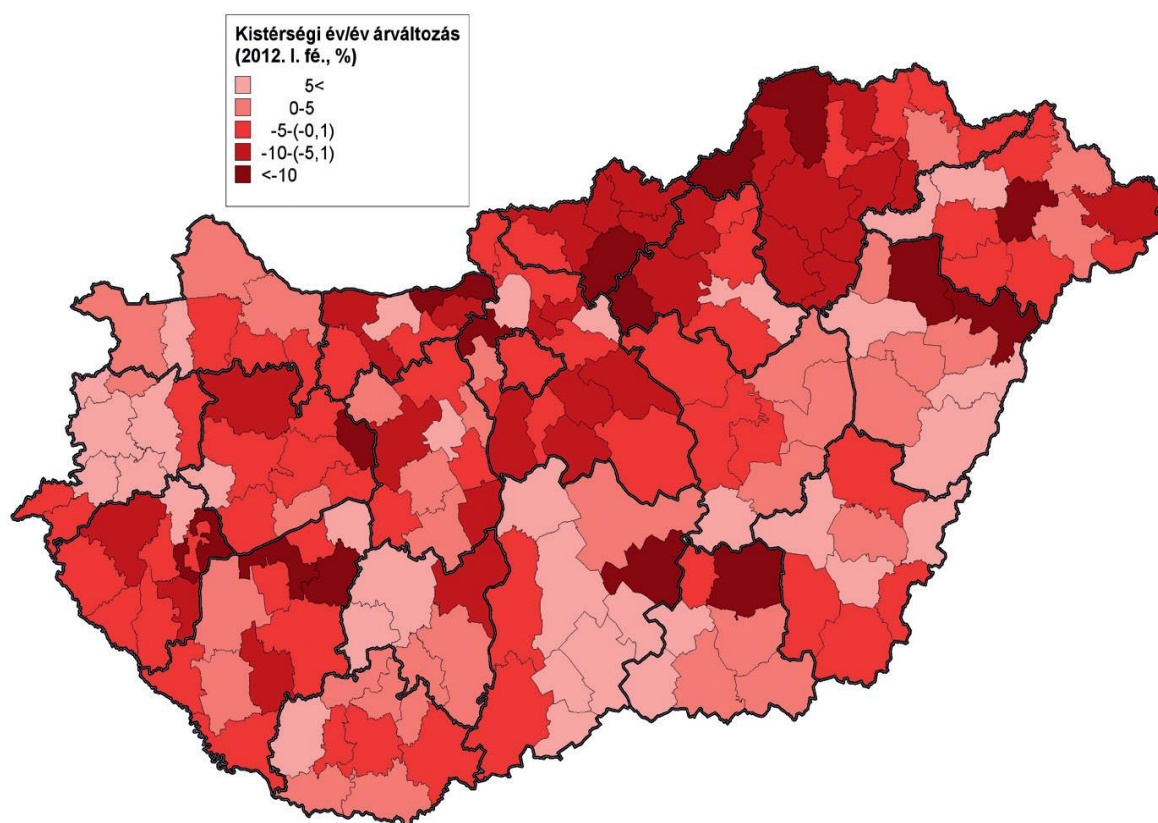 Kistérségi év/év árváltozás
(2012. I. fé., %)
5<
0-5
-5-(-0,1)
-10-(-5,1)
<-10